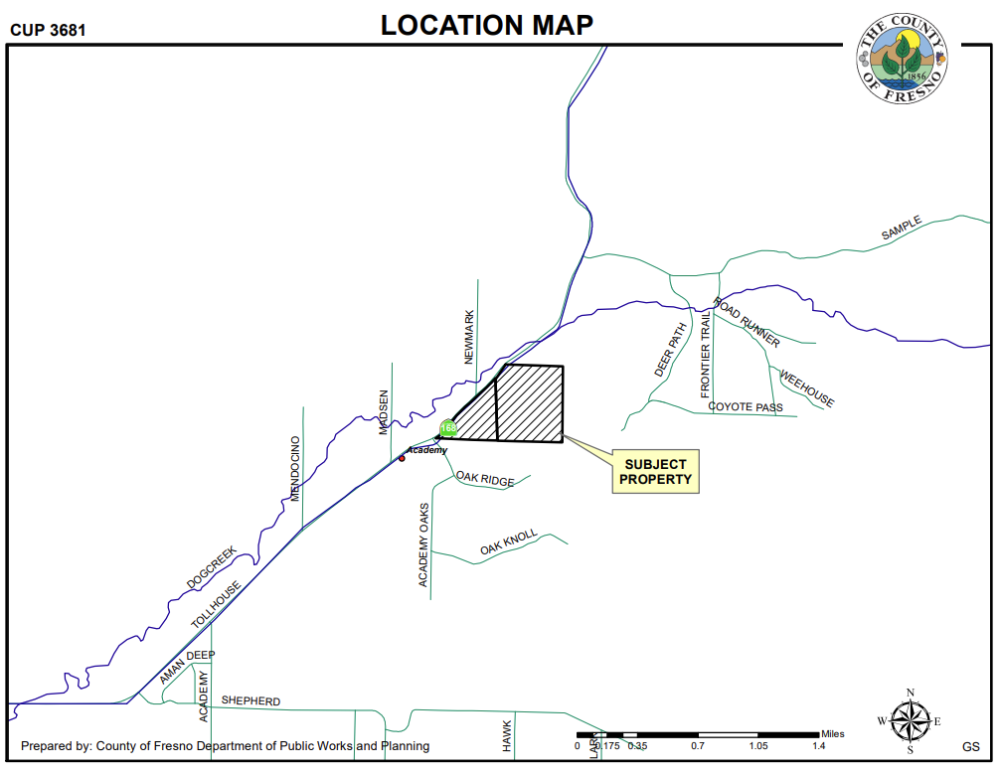 CUP 3681
LOCATION MAP
THE COUNTY
OF FRESNO
1856
SAMPLE
ROAD RUNNER
NEWMARK
FRONTIER TRAIL
DEER PATH
WEEHOUSE
MADSEN
COYOTE PASS
168
Academy
MENDOCINO
SUBJECT
PROPERTY
OAK RIDGE
ACADEMY OAKS
OAK KNOLL
DOGCREEK
TOLLHOUSE
DEEP
AMAN
ACADEMY
SHEPHERD
HAWK
N
W
E
S
Miles
0 0.175 0.35 0.7 1.05 1.4
Prepared by: County of Fresno Department of Public Works and Planning
GS